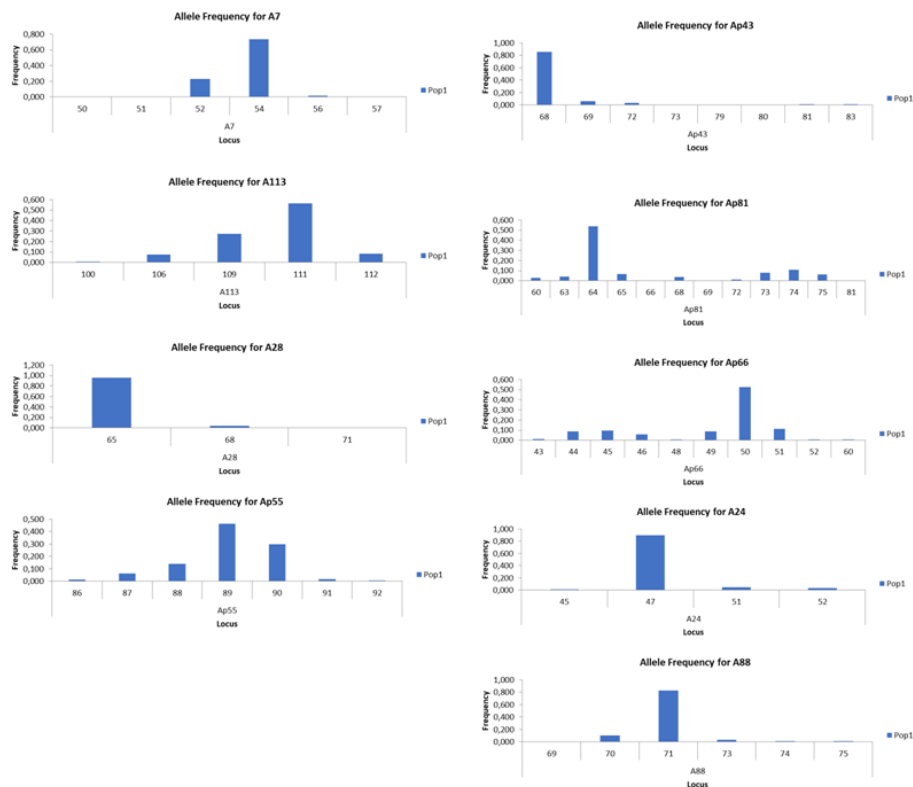 Allele Frequency for A7
0,800
0,600
0,400
0,200
0,000
Frequency
50 51 52 54 56 57
A7
Locus
Pop1
Allele Frequency for A113
0,600
0,500
0,400
0,300
0,200
0,100
0,000
Frequency
100 106 109 111 112
A113
Locus
Pop1
Allele Frequency for A28
1,200
1,000
0,800
0,600
0,400
0,200
0,000
Frequency
65 68 71
A28
Locus
Pop1
Allele Frequency for Ap55
0,500
0,400
0,300
0,200
0,100
0,000
Frequency
86 87 88 89 90 91 92
Ap55
Locus
Pop1
Allele Frequency for Ap43
1,000
0,800
0,600
0,400
0,200
0,000
Frequency
68 69 72 73 79 80 81 83
Ap43
Locus
Pop1
Allele Frequency for Ap81
0,600
0,500
0,400
0,300
0,200
0,100
0,000
Frequency
60 63 64 65 66 68 69 72 73 74 75 81
Ap81
Locus
Pop1
Allele Frequency for Ap66
0,600
0,500
0,400
0,300
0,200
0,100
0,000
Frequency
43 44 45 46 48 49 50 51 52 60
Ap66
Locus
Pop1
Allele Frequency for A24
1,000
0,800
0,600
0,400
0,200
0,000
Frequency
45 47 51 52
A24
Locus
Pop1
Allele Frequency for A88
1,000
0,800
0,600
0,400
0,200
0,000
Frequency
69 70 71 73 74 75
A88
Locus
Pop1